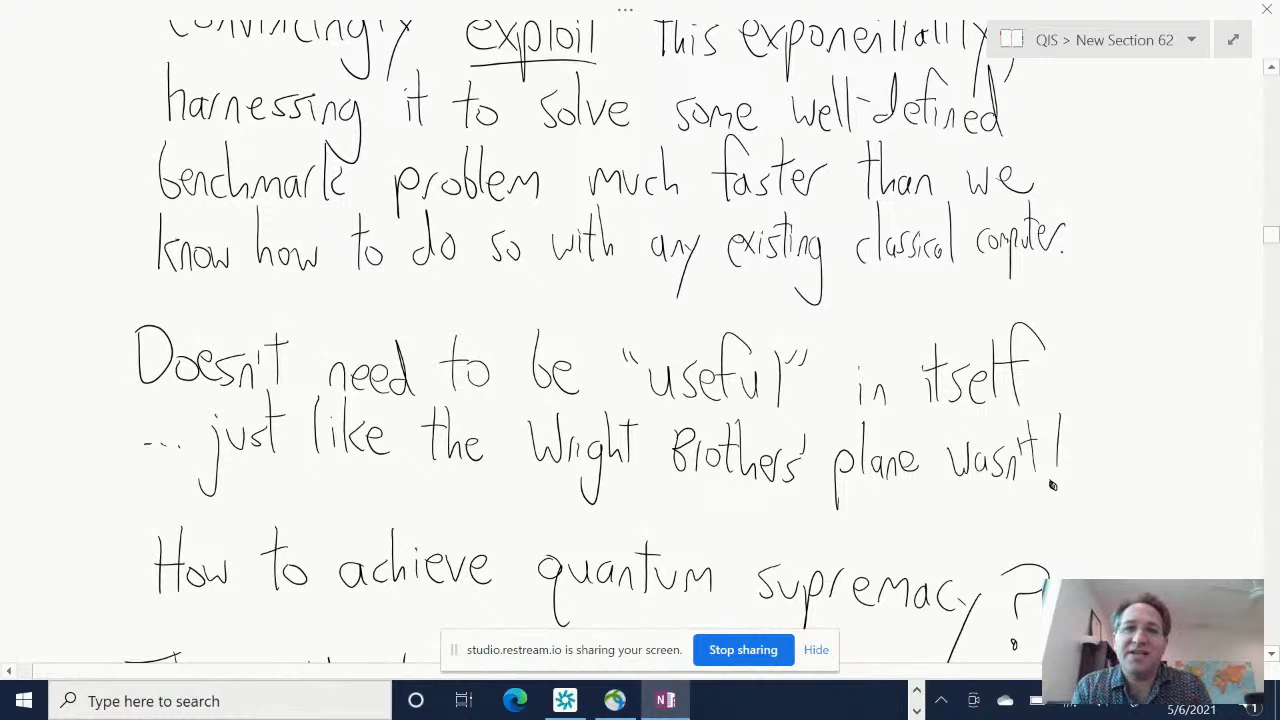 convincingly exploit this exponentiality,
QIS > New Section 62
harnessing it to solve some well-defined
benchmark problem much faster than we
know how to do so with any existing classical computer.
Doesn't need to be "useful" in itself
... just like the Wright Brothers' plane wasn't!
How to achieve quantum supremacy?
studio.restream.io is sharing your screen.
Stop sharing
Hide
Type here to search
5/6/2021
1